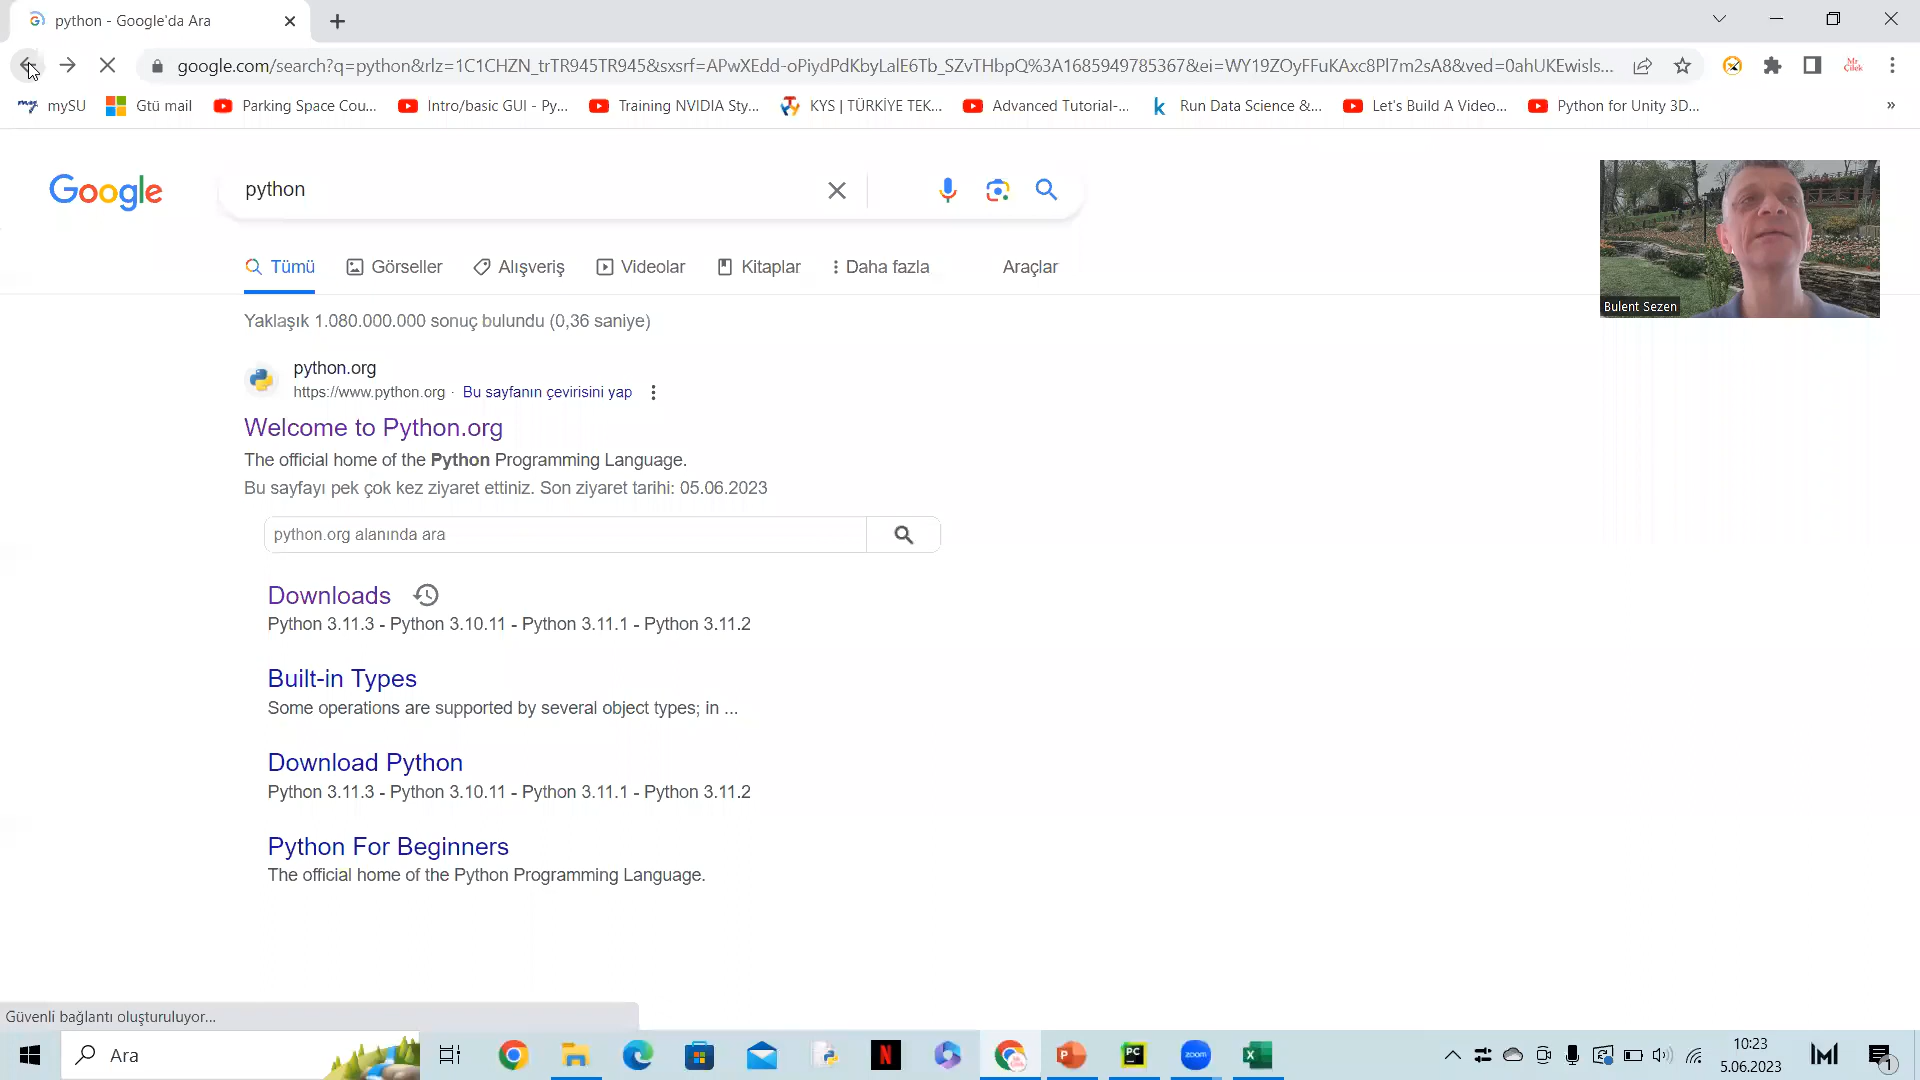 python - Google'da Ara
google.com/search?q=python&rlz=1C1CHZN_trTR945TR945&sxsrf=APwXEdd-oPiydPdKbyLalE6Tb_SZvTHbpQ%3A1685949785367&ei=WY19ZOyFFuKAxc8Pl7m2sA8&ved=0ahUKEwisls...
Mr. Çilek
mySU
Gtü mail
Parking Space Cou...
Intro/basic GUI - Py...
Training NVIDIA Sty...
KYS | TÜRKİYE TEK...
Advanced Tutorial-...
Run Data Science &...
Let's Build A Video...
Python for Unity 3D...
»
Google
python
Tümü
Görseller
Alışveriş
Videolar
Kitaplar
Daha fazla
Araçlar
Bulent Sezen
Yaklaşık 1.080.000.000 sonuç bulundu (0,36 saniye)
python.org
https://www.python.org · Bu sayfanın çevirisini yap
Welcome to Python.org
The official home of the Python Programming Language.
Bu sayfayı pek çok kez ziyaret ettiniz. Son ziyaret tarihi: 05.06.2023
python.org alanında ara
Downloads
Python 3.11.3 - Python 3.10.11 - Python 3.11.1 - Python 3.11.2
Built-in Types
Some operations are supported by several object types; in ...
Download Python
Python 3.11.3 - Python 3.10.11 - Python 3.11.1 - Python 3.11.2
Python For Beginners
The official home of the Python Programming Language.
Güvenli bağlantı oluşturuluyor...
Ara
N
P
PC
zoom
X
10:23
5.06.2023
1